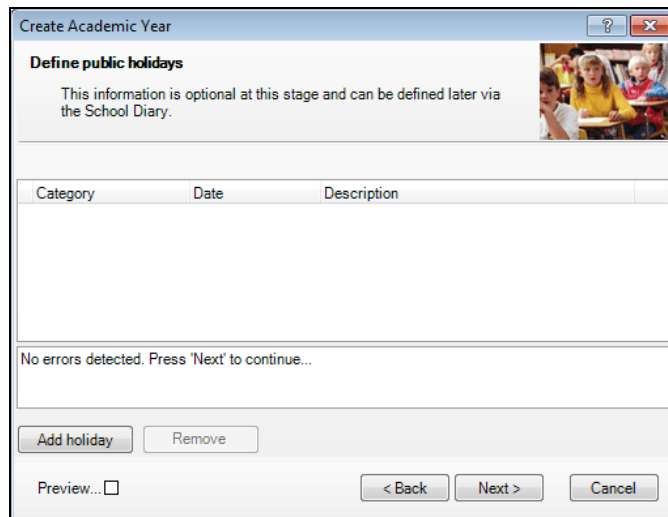 Create Academic Year
Define public holidays
This information is optional at this stage and can be defined later via
the School Diary.
Category Date Description
No errors detected. Press 'Next' to continue...
Add holiday Remove
Preview... < Back Next > Cancel